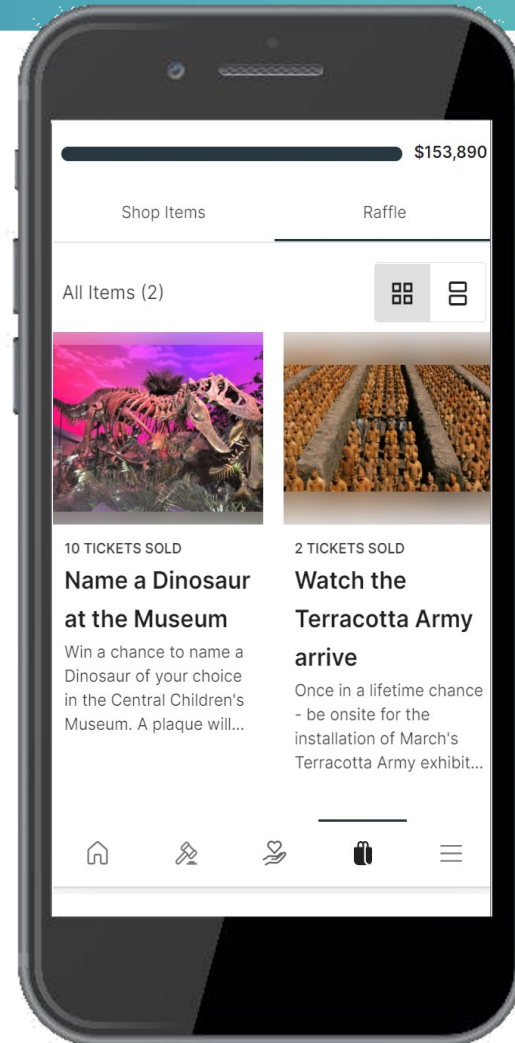 $153,890
Shop Items
Raffle
All Items (2)
10 TICKETS SOLD
Name a Dinosaur
at the Museum
Win a chance to name a
Dinosaur of your choice
in the Central Children's
Museum. A plaque will...
2 TICKETS SOLD
Watch the
Terracotta Army
arrive
Once in a lifetime chance
- be onsite for the
installation of March's
Terracotta Army exhibit...